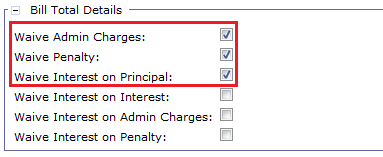 Bill Total Details
Waive Admin Charges:
Waive Penalty:
Waive Interest on Principal:
Waive Interest on Interest:
Waive Interest on Admin Charges:
Waive Interest on Penalty: